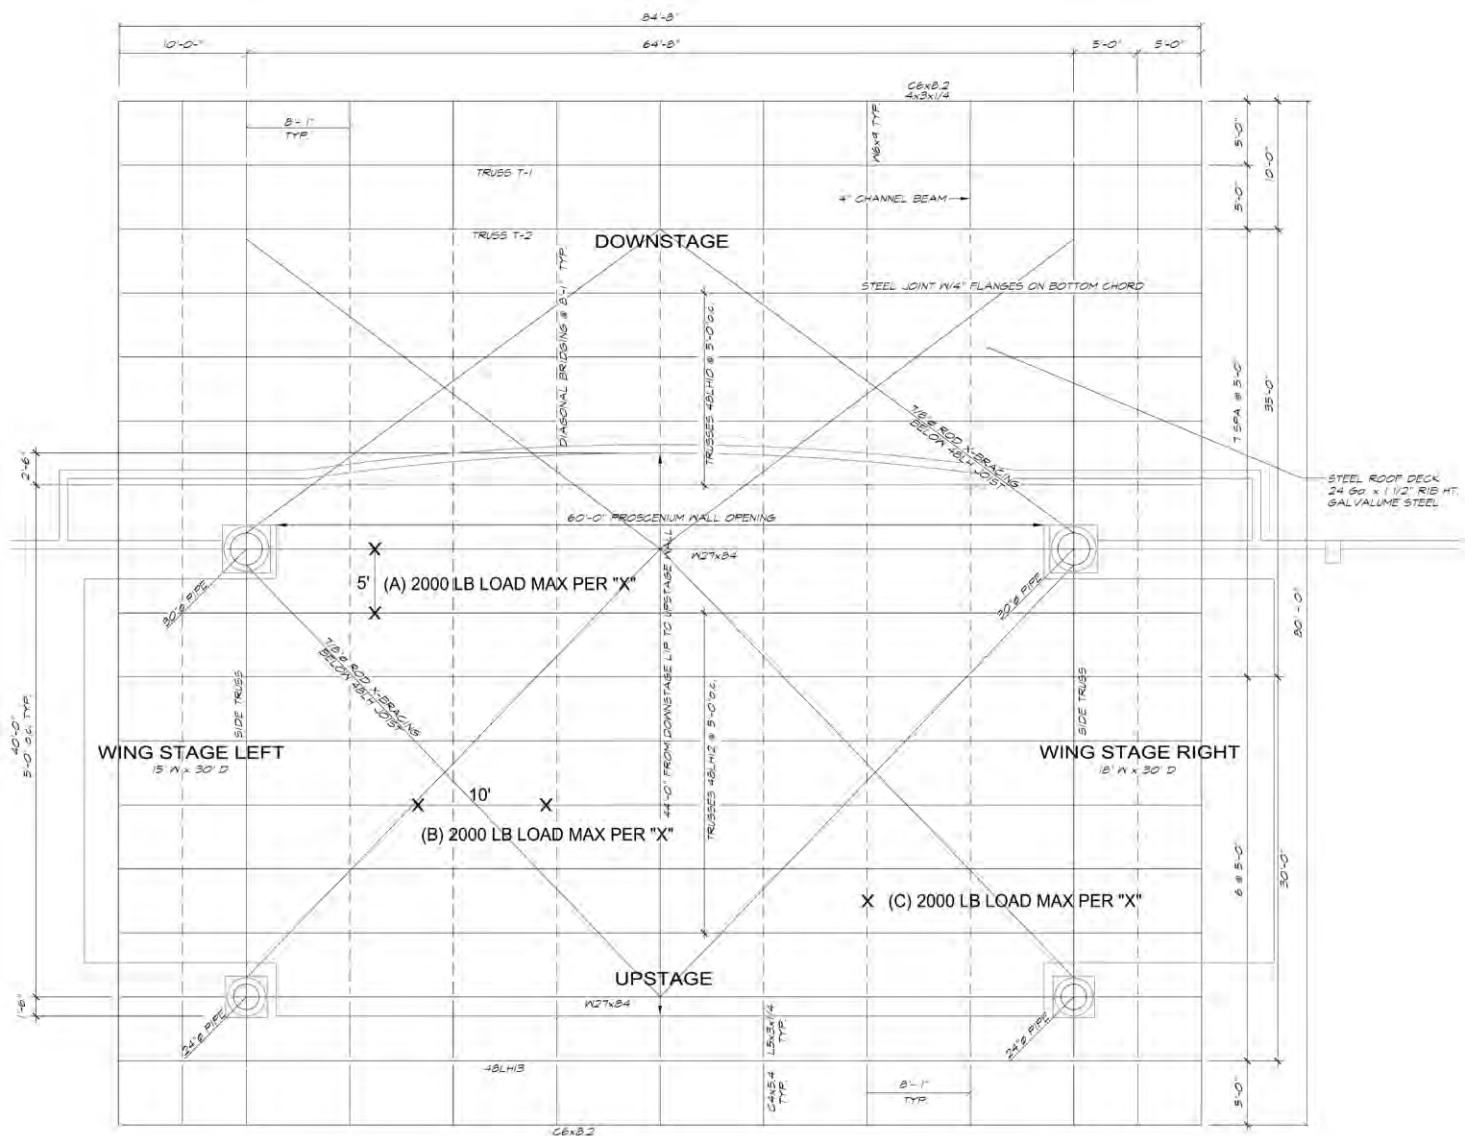 84'-8"
10'-0"
64'-8"
5'-0"
5'-0"
C6x8.2
4x3x1/4
8'-1"
TYP.
W6x9 TYP.
5'-0"
10'-0"
TRUSS T-1
4" CHANNEL BEAM
5'-0"
TRUSS T-2
DOWNSTAGE
DIAGONAL BRIDGING @ 8'-1" TYP.
STEEL JOINT W/4" FLANGES ON BOTTOM CHORD
TRUSSES 48LH10 @ 5'-0" o.c.
7 SPA. @ 5'-0"
35'-0"
7/8"ø ROD X-BRACING
BELOW 48LH JOIST
2'-6"
STEEL ROOF DECK
24 Ga. x 1 1/2" RIB HT.
GALVALUME STEEL
60'-0" PROSCENIUM WALL OPENING
W27x84
5'
(A) 2000 LB LOAD MAX PER "X"
30"ø PIPE
30"ø PIPE
80'-0"
44'-0" FROM DOWNSTAGE LIP TO UPSTAGE WALL
7/8"ø ROD X-BRACING
BELOW 48LH JOIST
SIDE TRUSS
SIDE TRUSS
40'-0"
5'-0" o.c. TYP.
WING STAGE LEFT
15' W x 30' D
WING STAGE RIGHT
18' W x 30' D
TRUSSES 48LH12 @ 5'-0" o.c.
10'
(B) 2000 LB LOAD MAX PER "X"
6 @ 5'-0"
30'-0"
X (C) 2000 LB LOAD MAX PER "X"
UPSTAGE
W27x84
1'-6"
24"ø PIPE
24"ø PIPE
L5x3x1/4
TYP.
48LH13
C4x5.4
TYP.
8'-1"
TYP.
5'-0"
C6x8.2